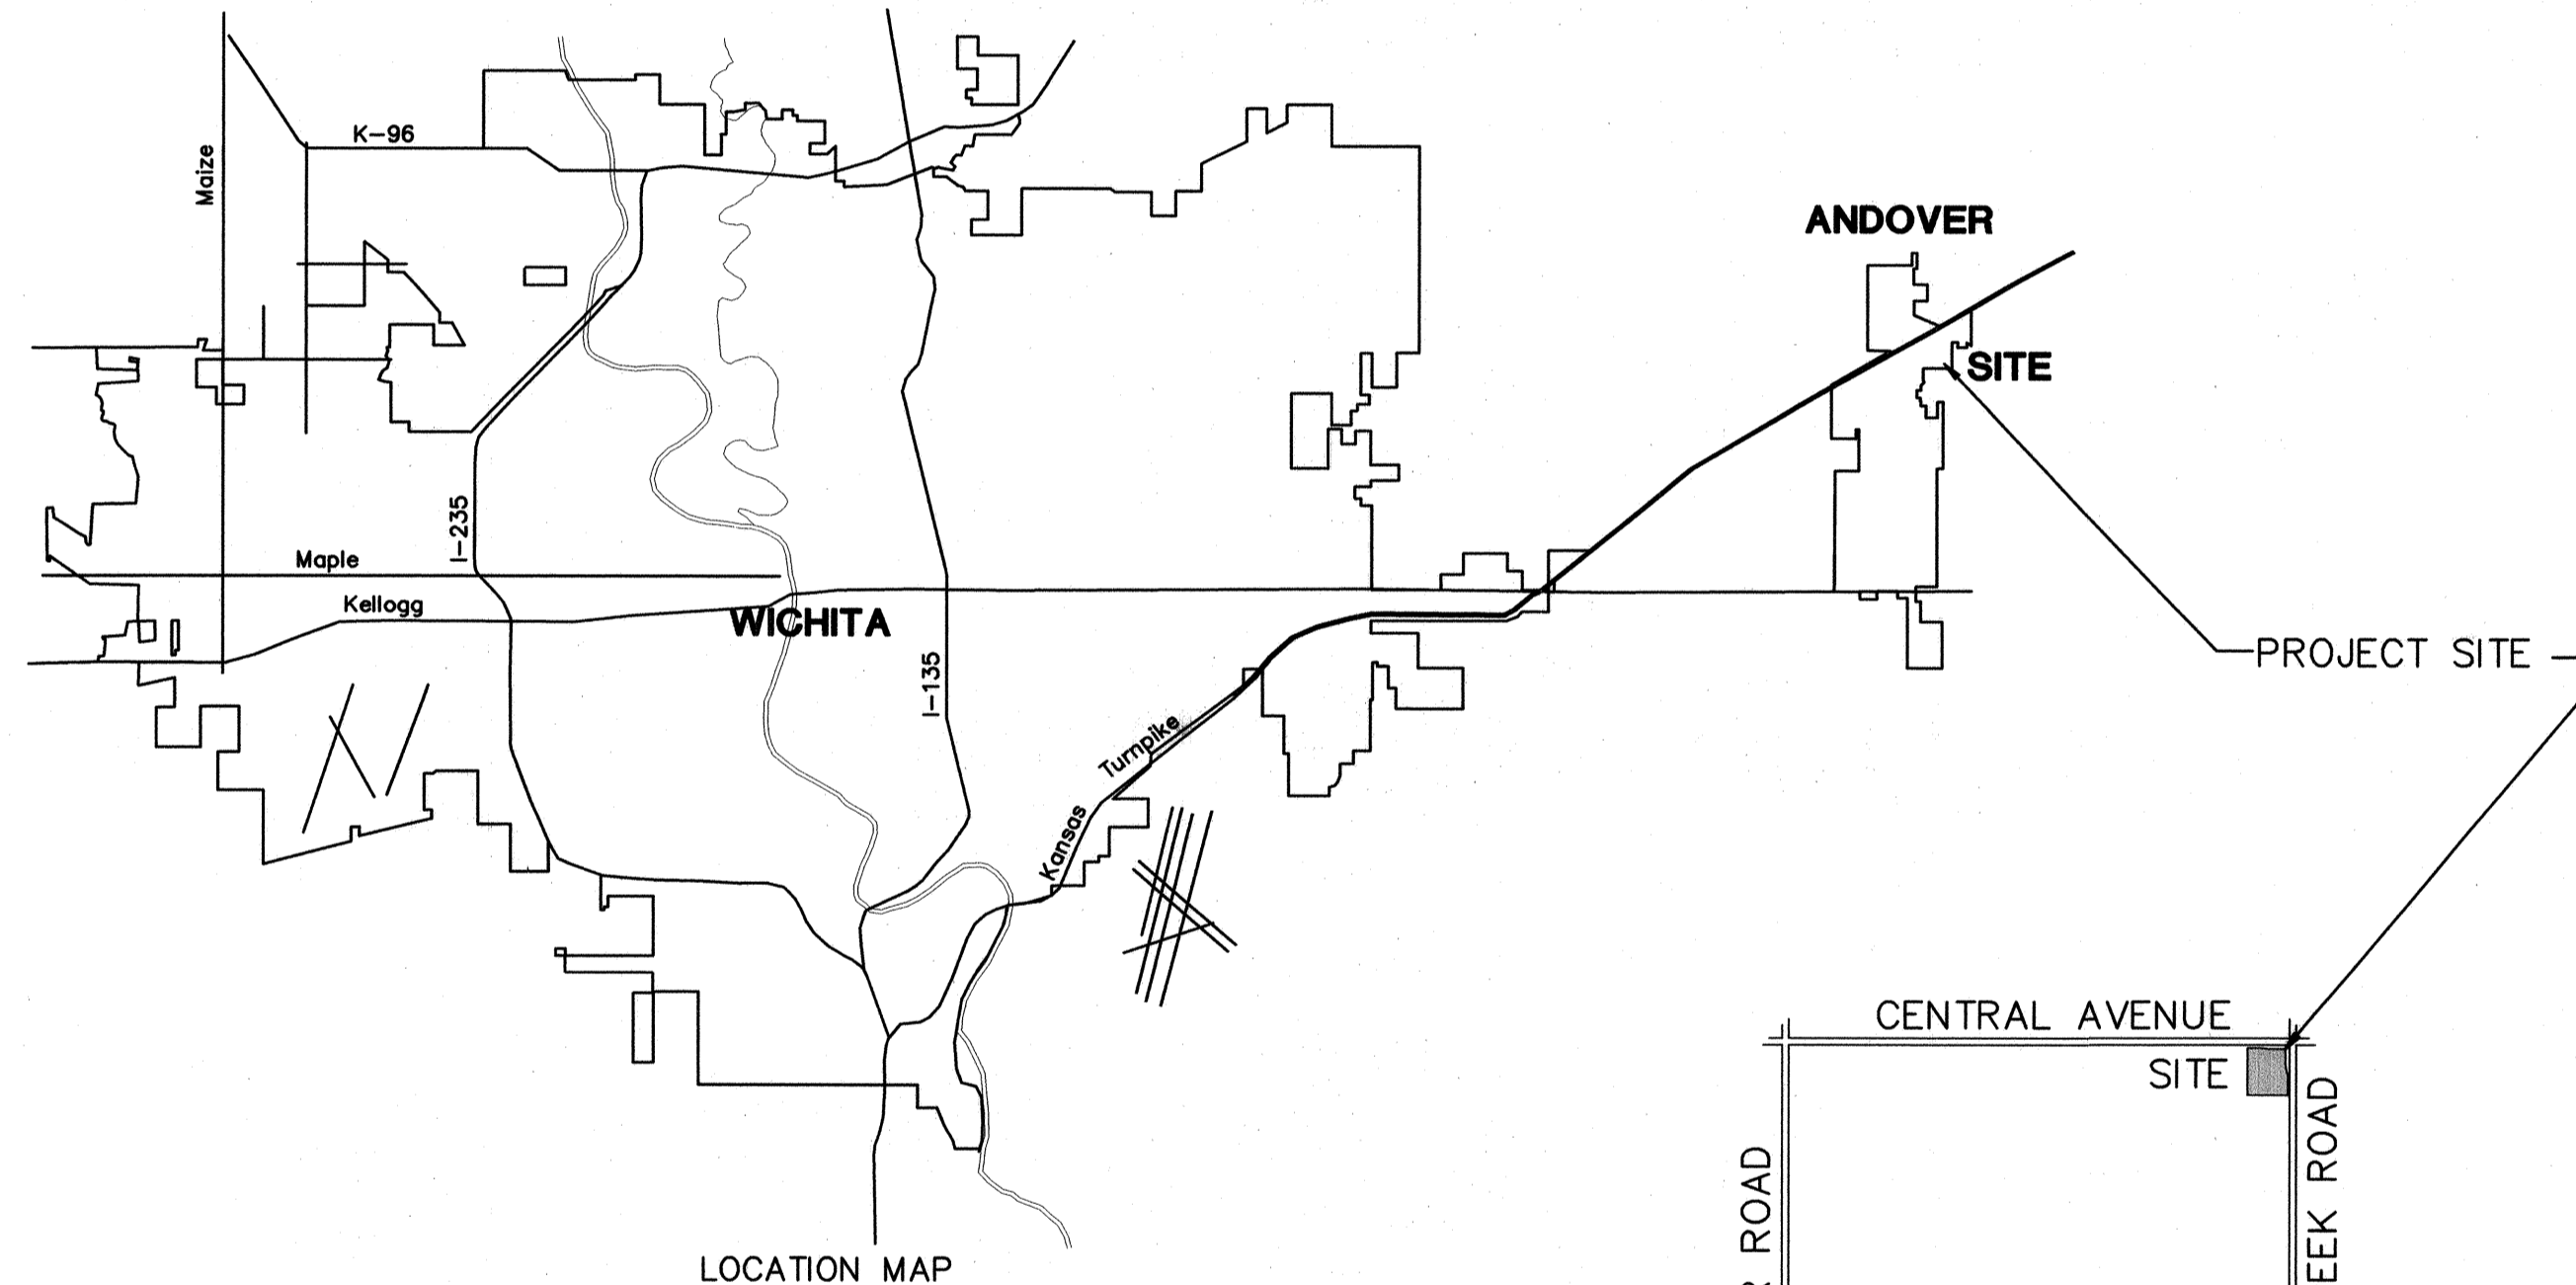 K-96
Maize
ANDOVER
SITE
I-235
Maple
Kellogg
WICHITA
I-135
PROJECT SITE
Turnpike
Kansas
CENTRAL AVENUE
SITE
ROAD
EEK ROAD
LOCATION MAP